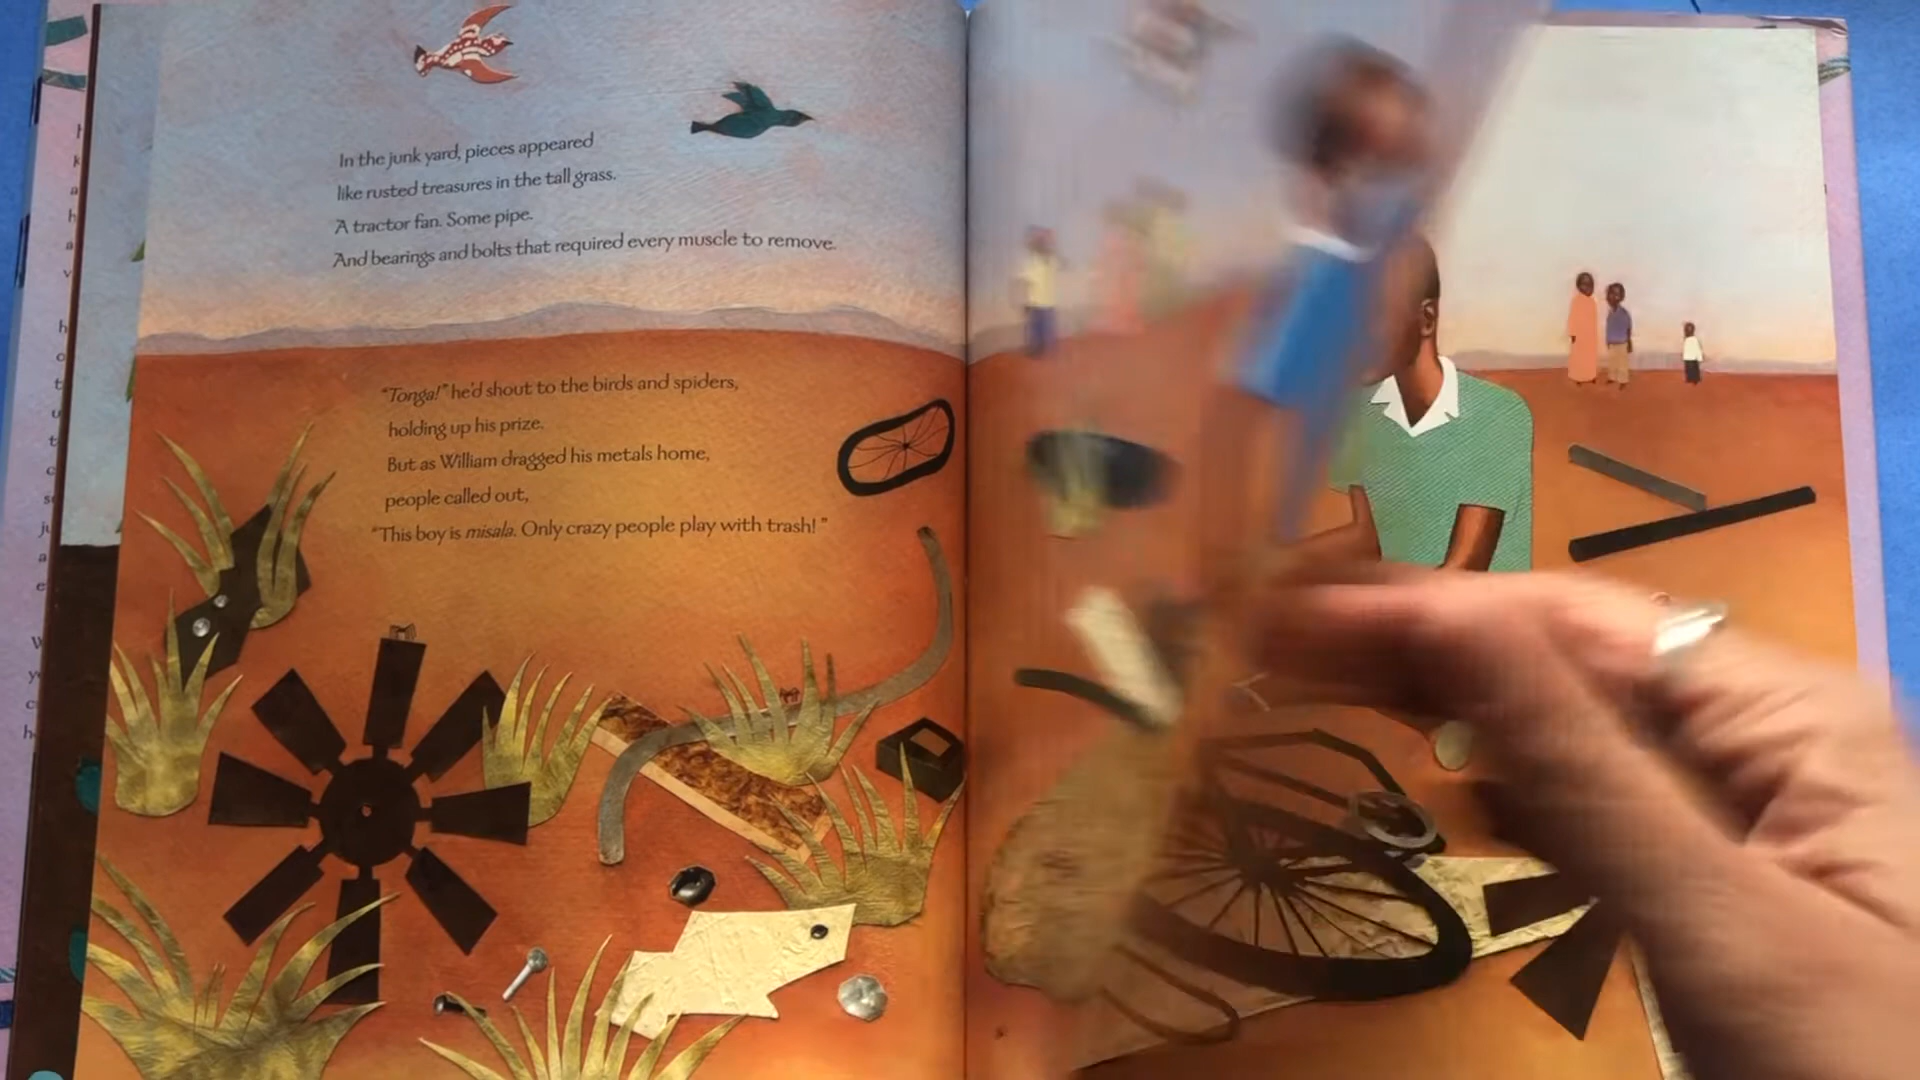 In the junk yard, pieces appeared
like rusted treasures in the tall grass.
A tractor fan. Some pipe.
And bearings and bolts that required every muscle to remove.
"Tonga!" he'd shout to the birds and spiders,
holding up his prize.
But as William dragged his metals home,
people called out,
"This boy is misala. Only crazy people play with trash!"